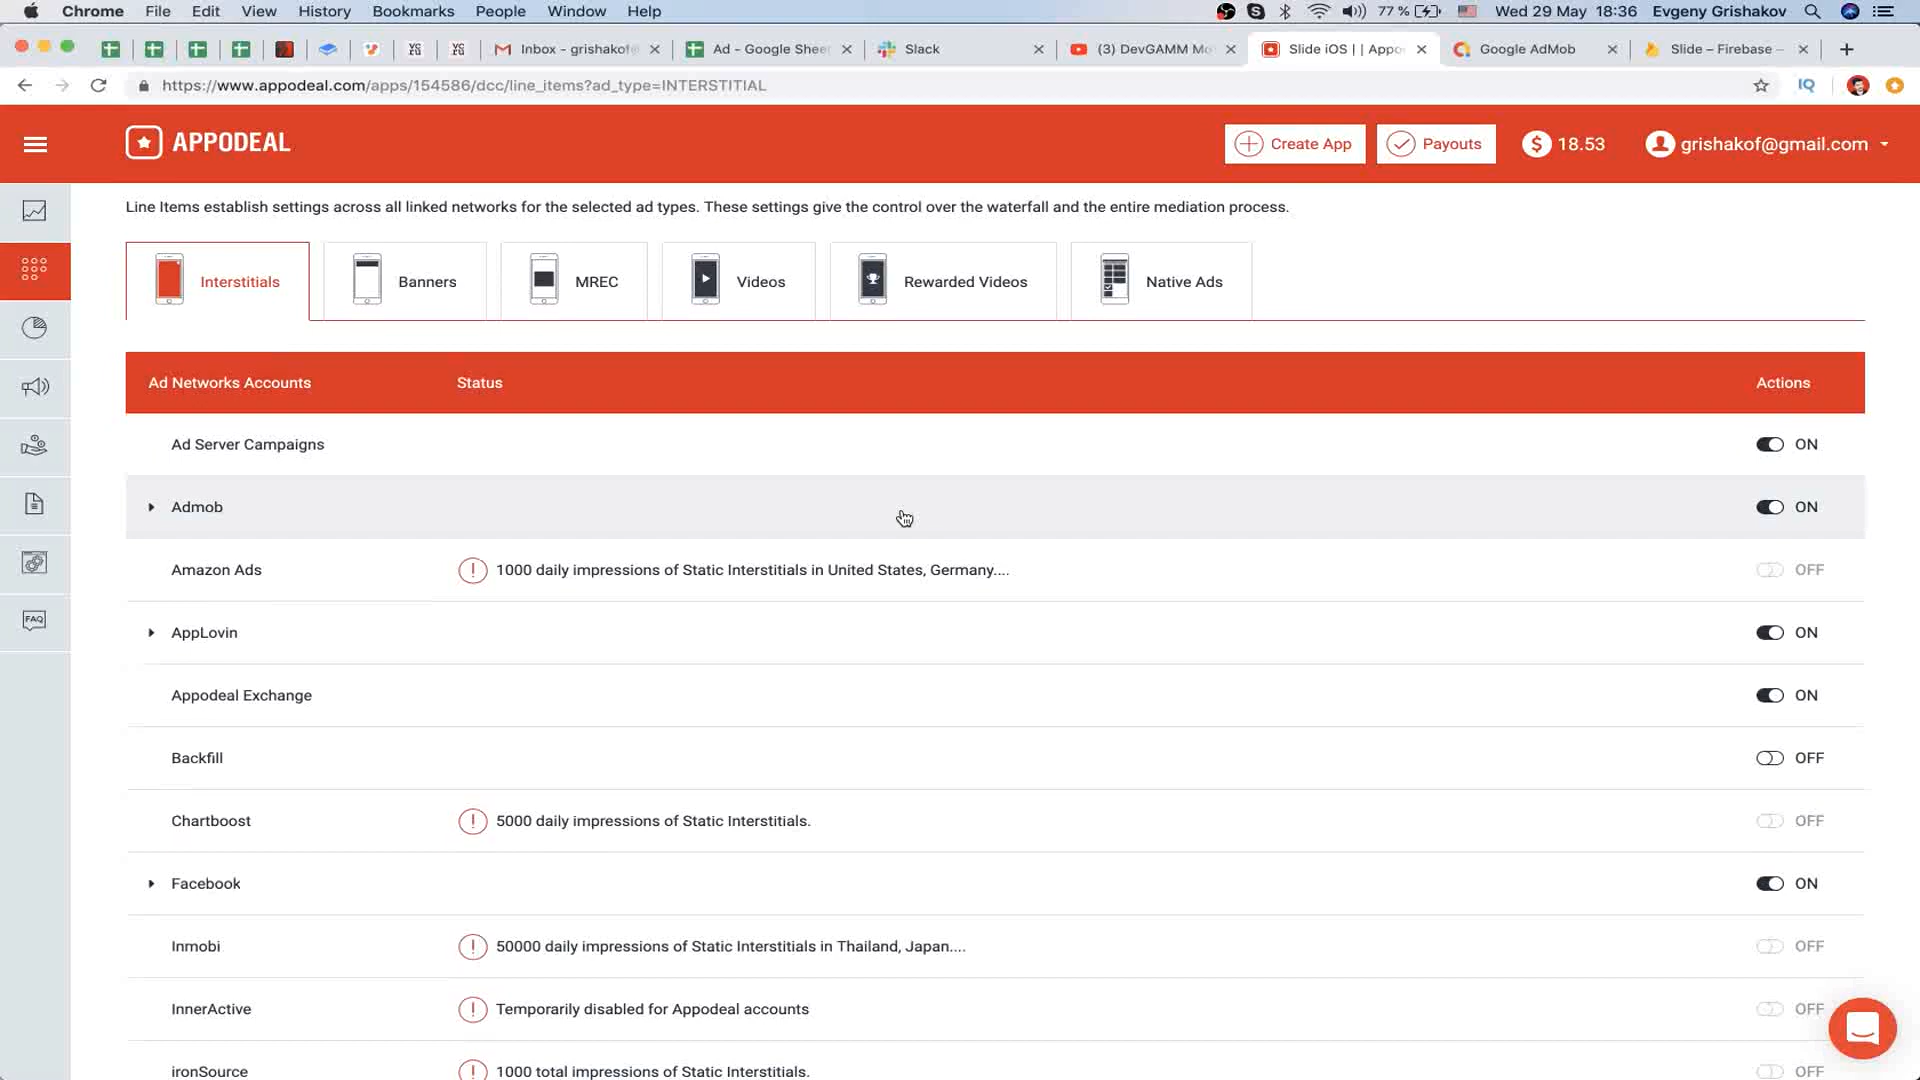 Chrome File Edit View History Bookmarks People Window Help 77 % Wed 29 May 18:36 Evgeny Grishakov
YG YG Inbox - grishakof Ad - Google Shee Slack (3) DevGAMM Mo Slide iOS | | Appo Google AdMob Slide – Firebase –
https://www.appodeal.com/apps/154586/dcc/line_items?ad_type=INTERSTITIAL IQ
APPODEAL Create App Payouts $ 18.53 grishakof@gmail.com
Line Items establish settings across all linked networks for the selected ad types. These settings give the control over the waterfall and the entire mediation process.
Interstitials Banners MREC Videos Rewarded Videos Native Ads
Ad Networks Accounts Status Actions
Ad Server Campaigns ON
Admob ON
Amazon Ads ! 1000 daily impressions of Static Interstitials in United States, Germany.... OFF
AppLovin ON
FAQ
Appodeal Exchange ON
Backfill OFF
Chartboost ! 5000 daily impressions of Static Interstitials. OFF
Facebook ON
Inmobi ! 50000 daily impressions of Static Interstitials in Thailand, Japan.... OFF
InnerActive ! Temporarily disabled for Appodeal accounts OFF
ironSource ! 1000 total impressions of Static Interstitials. OFF